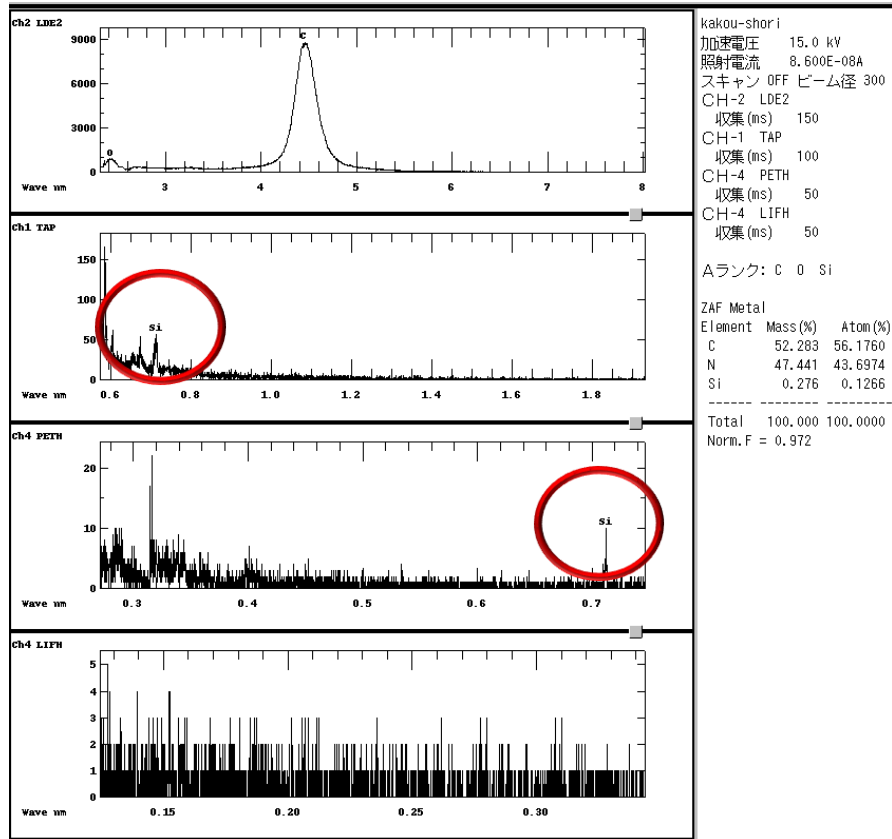 Ch2 LDE2
9000
6000
3000
0
C
O
Wave nm 3 4 5 6 7 8
Ch1 TAP
150
100
50
0
Si
0.6 0.8 1.0 1.2 1.4 1.6 1.8
Wave nm
Ch4 PETH
20
10
0
Si
Wave nm 0.3 0.4 0.5 0.6 0.7
Ch4 LIFH
5
4
3
2
1
0
Wave nm 0.15 0.20 0.25 0.30
kakou-shori
加速電圧 15.0 kV
照射電流 8.600E-08A
スキャン OFF ビーム径 300
CH-2 LDE2
収集(ms) 150
CH-1 TAP
収集(ms) 100
CH-4 PETH
収集(ms) 50
CH-4 LIFH
収集(ms) 50
Aランク: C O Si
ZAF Metal
Element Mass(%) Atom(%)
C 52.283 56.1760
N 47.441 43.6974
Si 0.276 0.1266
------- --------- ----------
Total 100.000 100.0000
Norm.F = 0.972